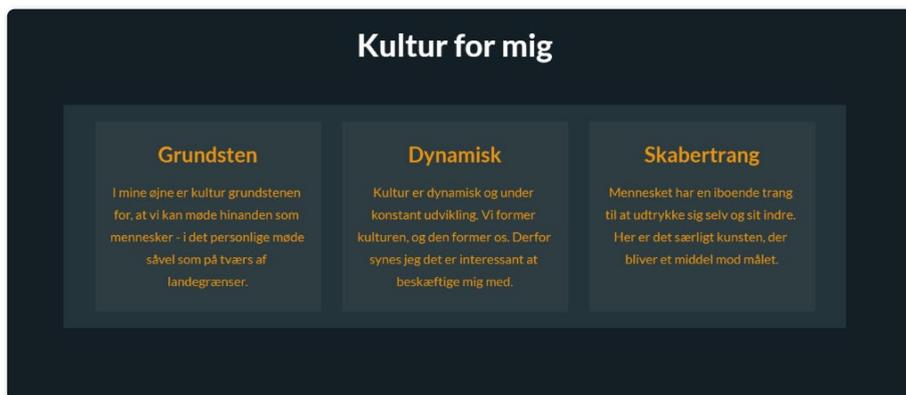 Kultur for mig
Grundsten
I mine øjne er kultur grundstenen
for, at vi kan møde hinanden som
mennesker - i det personlige møde
såvel som på tværs af
landegrænser.
Dynamisk
Kultur er dynamisk og under
konstant udvikling. Vi former
kulturen, og den former os. Derfor
synes jeg det er interessant at
beskæftige mig med.
Skabertrang
Mennesket har en iboende trang
til at udtrykke sig selv og sit indre.
Her er det særligt kunsten, der
bliver et middel mod målet.